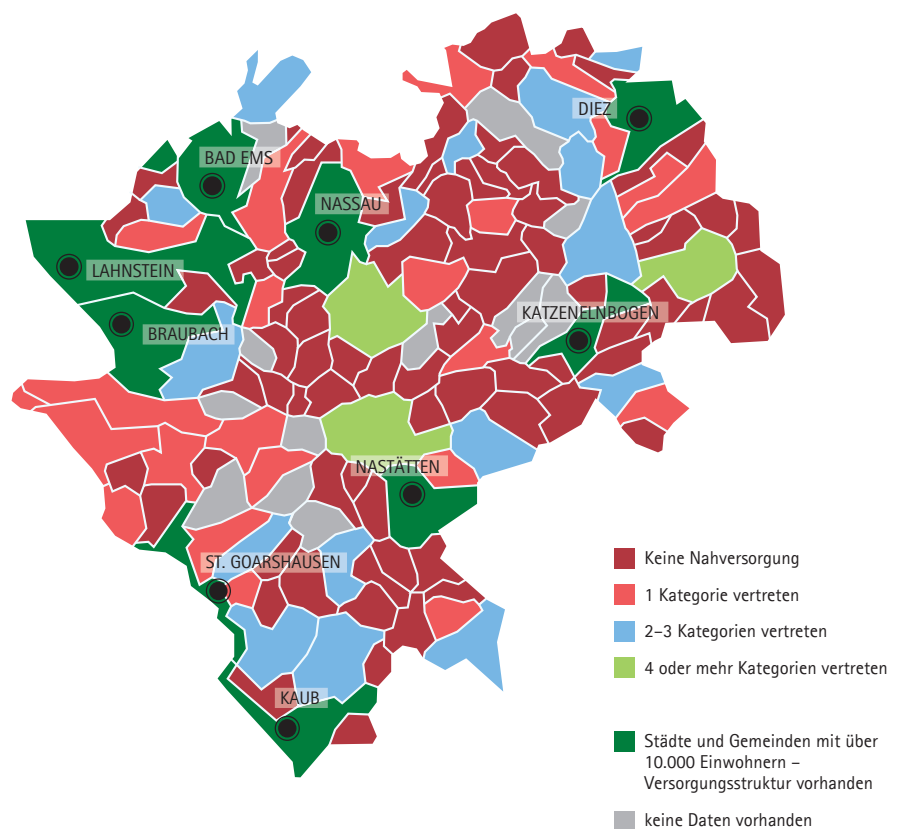 DIEZ
BAD EMS
NASSAU
LAHNSTEIN
KATZENELNBOGEN
BRAUBACH
NASTÄTTEN
ST. GOARSHAUSEN
KAUB
Keine Nahversorgung
1 Kategorie vertreten
2–3 Kategorien vertreten
4 oder mehr Kategorien vertreten
Städte und Gemeinden mit über
10.000 Einwohnern –
Versorgungsstruktur vorhanden
keine Daten vorhanden